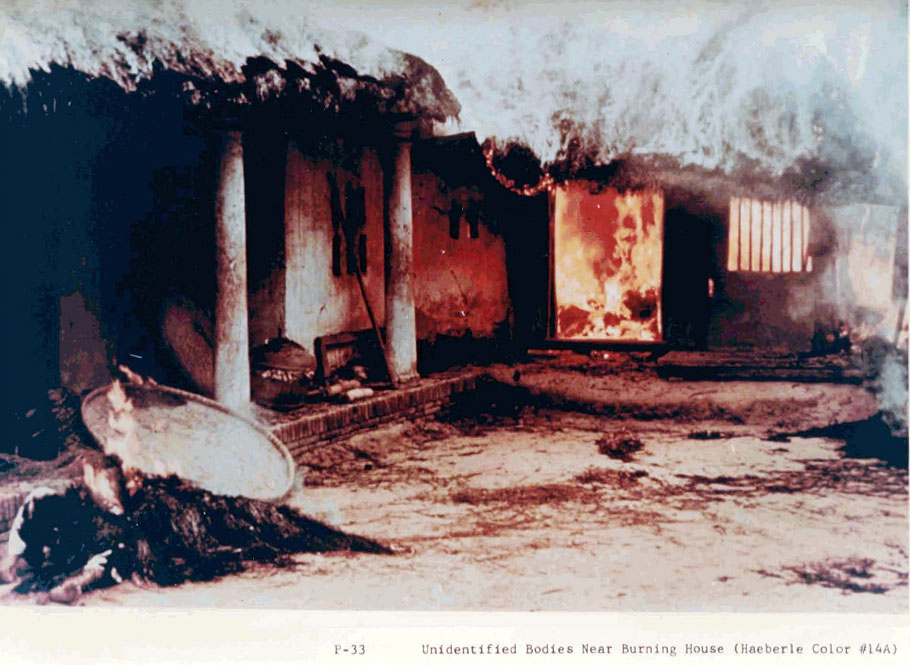 P-33 Unidentified Bodies Near Burning House (Haeberle Color #14A)